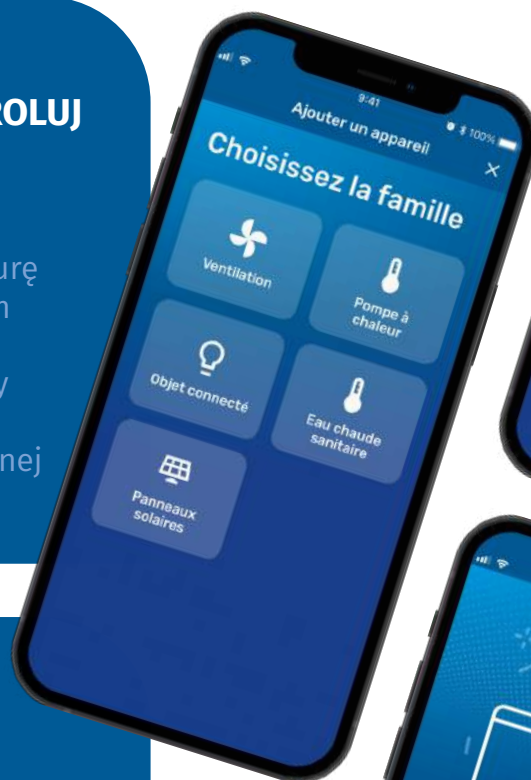 ROLUJ
urę
y
nej
9:41
100%
Ajouter un appareil
Choisissez la famille
Ventilation
Pompe à
chaleur
Objet connecté
Eau chaude
sanitaire
Panneaux
solaires